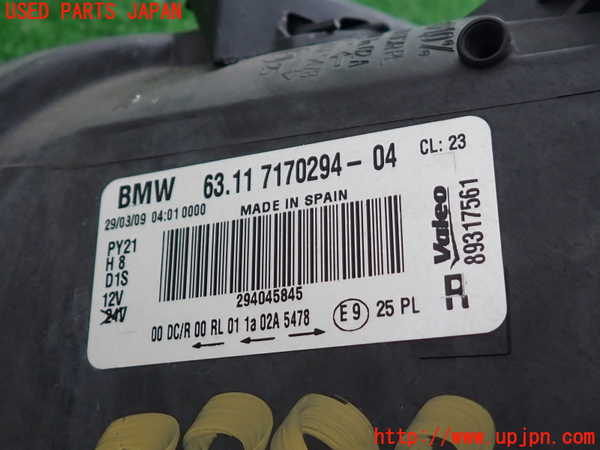 USED PARTS JAPAN
BMW 63.11 7170294-04 CL: 23
29/03/09 04:01 0000 MADE IN SPAIN
PY21
H 8
D1S
12V
24V
294045845
00 DC/R 00 RL 01 1a 02A 5478 E9 25 PL
Valeo
89317561
http://www.upjpn.com/